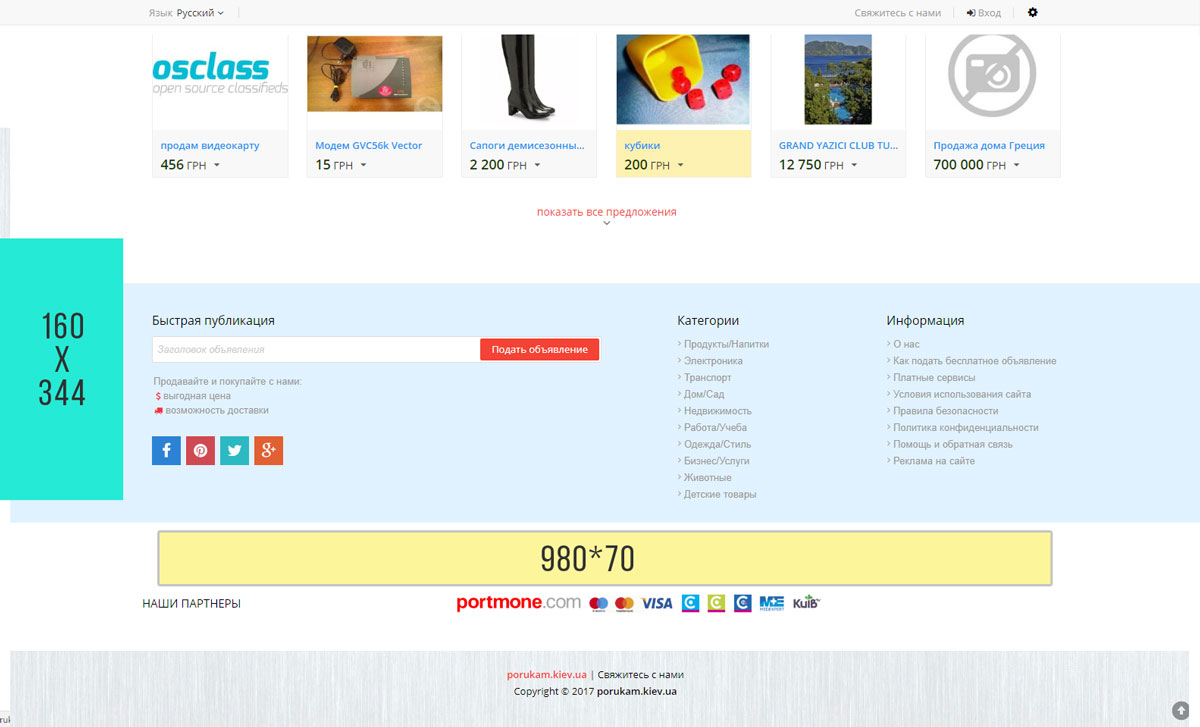 Язык Русский
Свяжитесь с нами
Вход
osclass
open source classifieds
продам видеокарту
456 ГРН
Модем GVC56k Vector
15 ГРН
Сапоги демисезонны...
2 200 ГРН
кубики
200 ГРН
GRAND YAZICI CLUB TU...
12 750 ГРН
Продажа дома Греция
700 000 ГРН
показать все предложения
160
X
344
Быстрая публикация
Заголовок объявления
Подать объявление
Продавайте и покупайте с нами:
$ выгодная цена
возможность доставки
Категории
Продукты/Напитки
Электроника
Транспорт
Дом/Сад
Недвижимость
Работа/Учеба
Одежда/Стиль
Бизнес/Услуги
Животные
Детские товары
Информация
О нас
Как подать бесплатное объявление
Платные сервисы
Условия использования сайта
Правила безопасности
Политика конфиденциальности
Помощь и обратная связь
Реклама на сайте
980*70
НАШИ ПАРТНЕРЫ
portmone.com
VISA
КиїВ
porukam.kiev.ua | Свяжитесь с нами
Copyright © 2017 porukam.kiev.ua